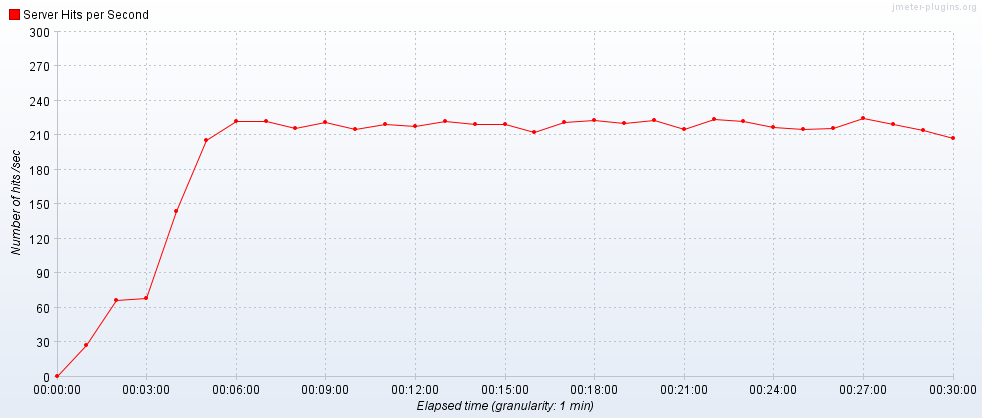 jmeter-plugins.org
Server Hits per Second
300
270
240
210
180
150
120
90
60
30
0
Number of hits /sec
00:00:00 00:03:00 00:06:00 00:09:00 00:12:00 00:15:00 00:18:00 00:21:00 00:24:00 00:27:00 00:30:00
Elapsed time (granularity: 1 min)